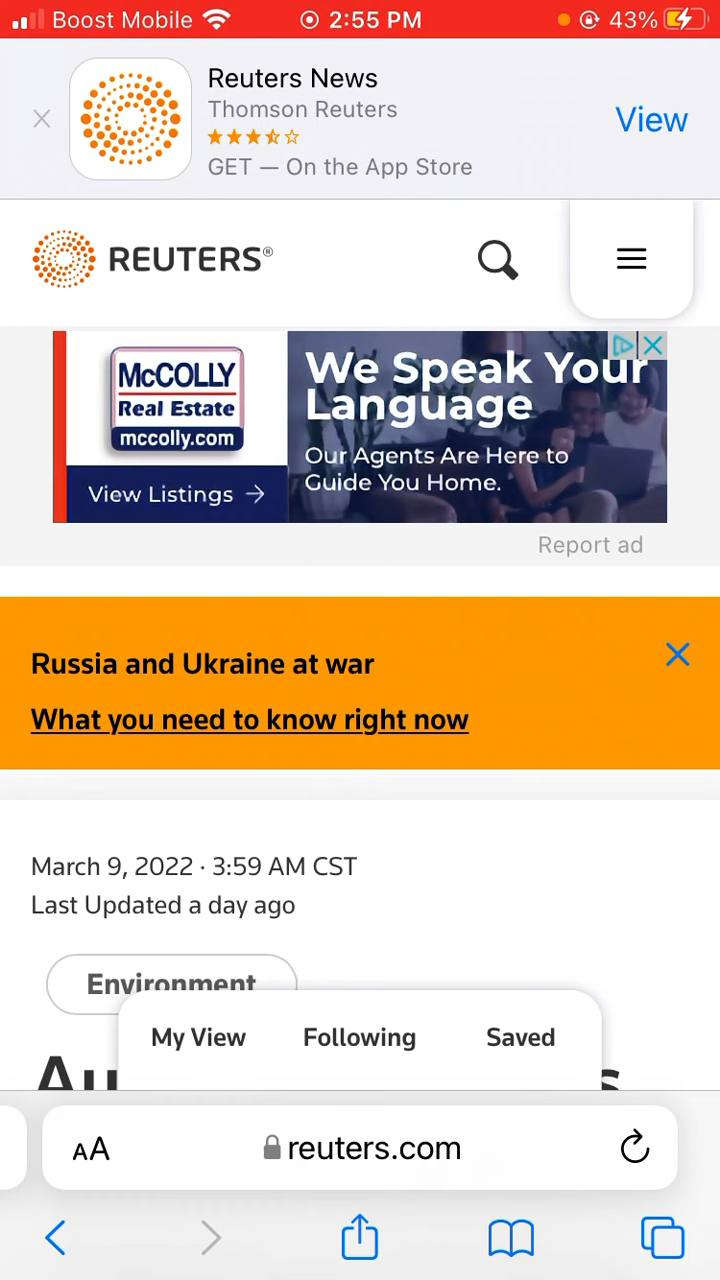 Boost Mobile 2:55 PM 43%
Reuters News
Thomson Reuters
GET — On the App Store
View
REUTERS®
McCOLLY
Real Estate
mccolly.com
View Listings →
We Speak Your
Language
Our Agents Are Here to
Guide You Home.
Report ad
Russia and Ukraine at war
What you need to know right now
March 9, 2022 · 3:59 AM CST
Last Updated a day ago
Environment
My View Following Saved
AA reuters.com